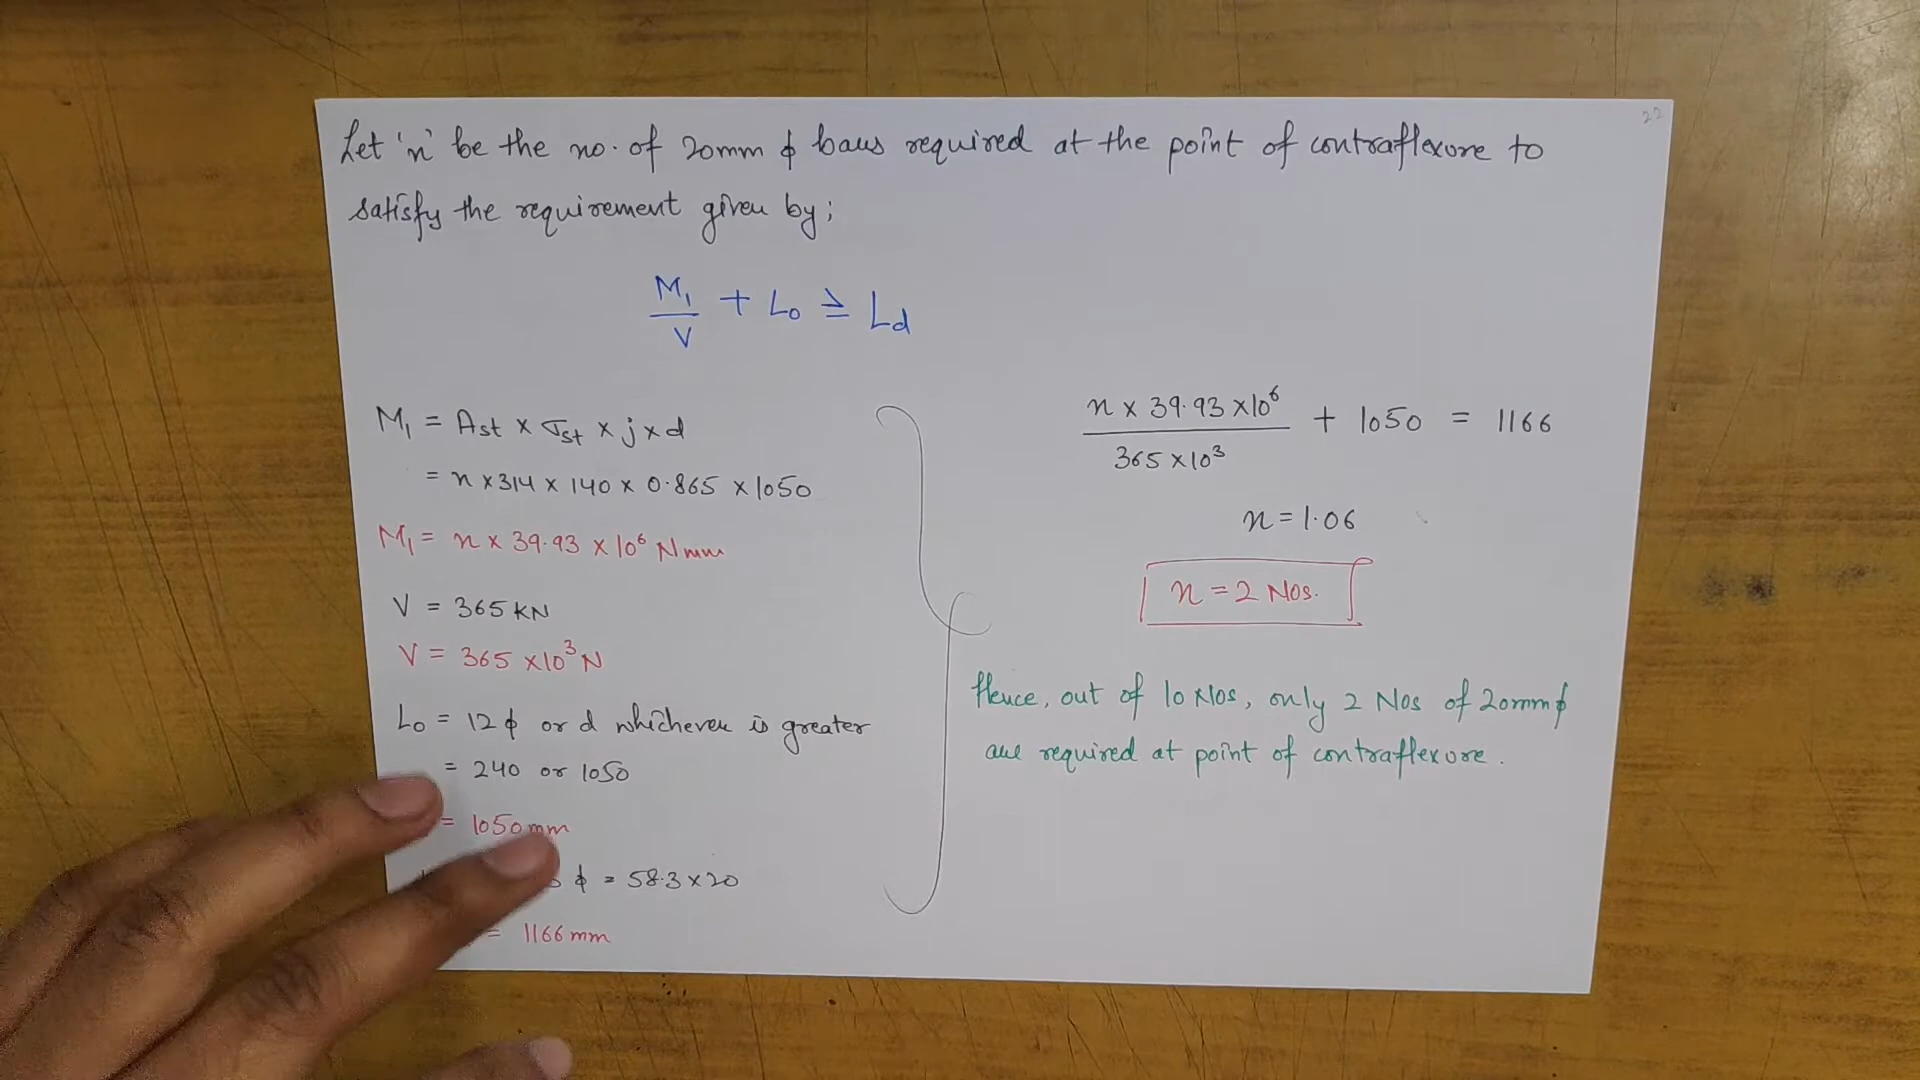 22
Let 'n' be the no. of 20mm ϕ bars required at the point of contraflexure to
satisfy the requirement given by;
M₁/V + L₀ ≥ Ld
M₁ = Ast × σst × j × d
= n × 314 × 140 × 0.865 × 1050
M₁ = n × 39.93 × 10⁶ Nmm
V = 365 KN
V = 365 × 10³ N
L₀ = 12 ϕ or d whichever is greater
= 240 or 1050
= 1050mm
ϕ = 58.3 × 20
= 1166 mm
(n × 39.93 × 10⁶)/(365 × 10³) + 1050 = 1166
n = 1.06
n = 2 Nos.
Hence, out of 10 Nos, only 2 Nos of 20mm ϕ
are required at point of contraflexure.